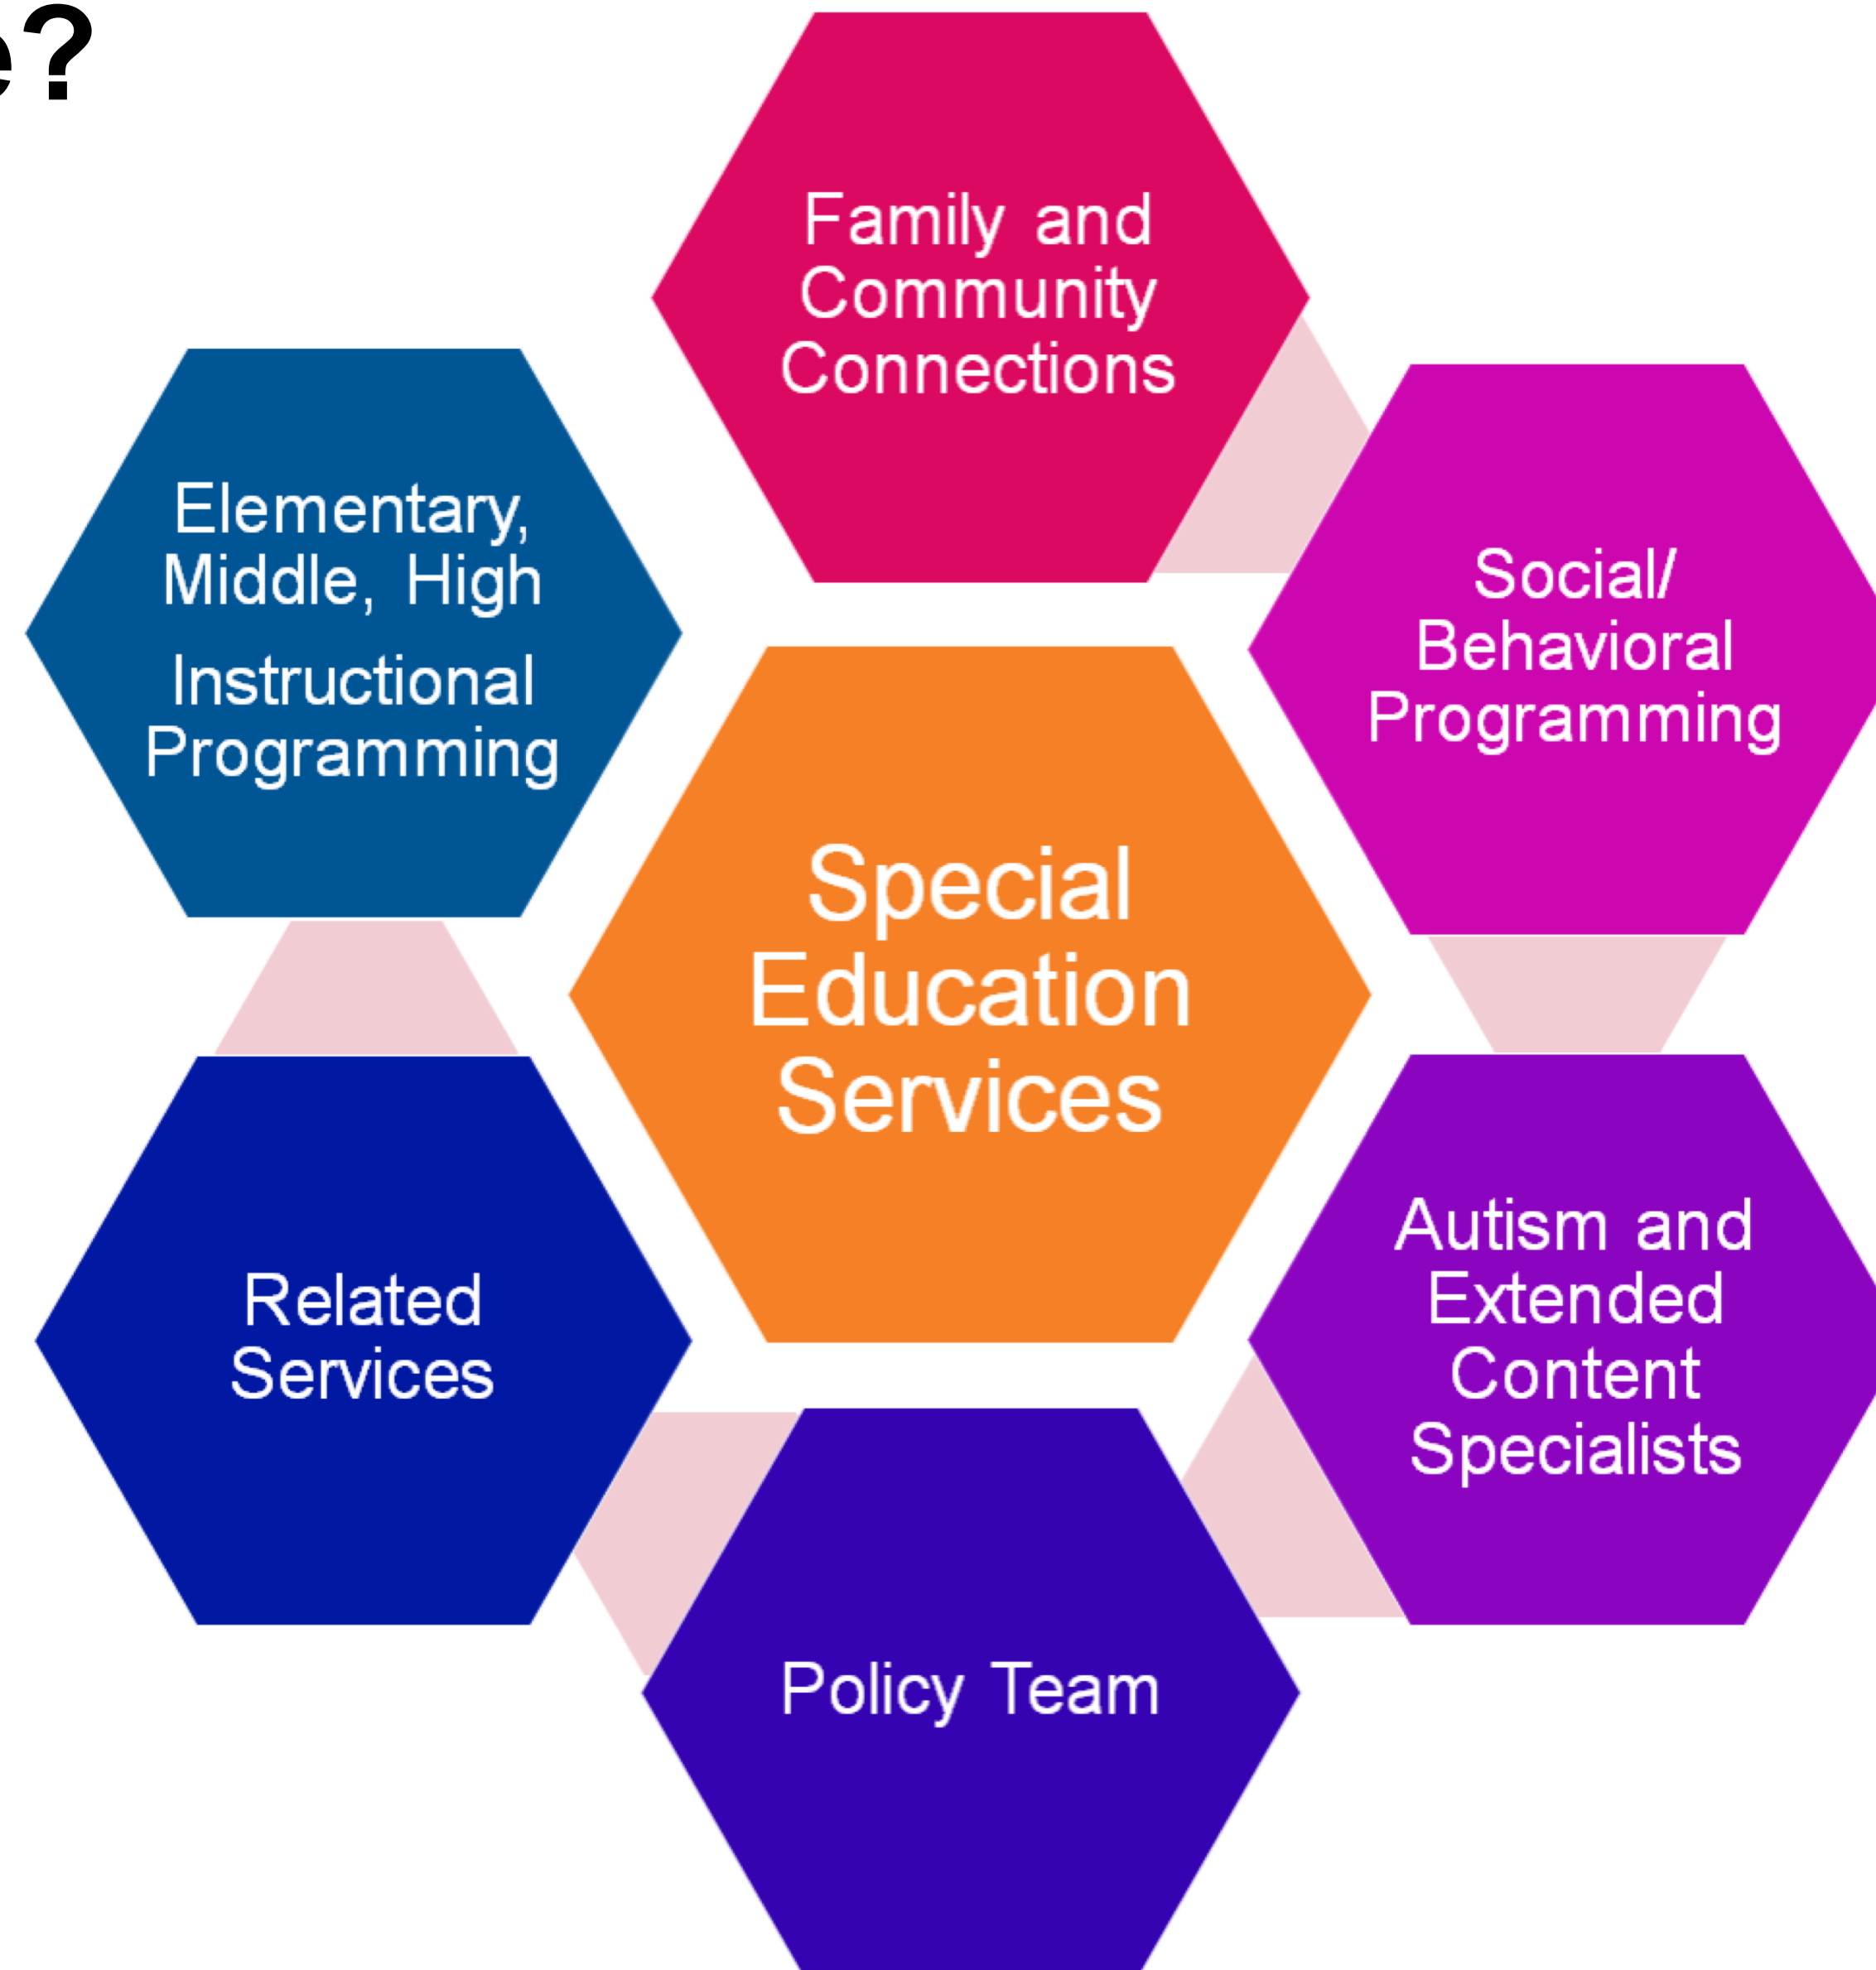 e?
Family and
Community
Connections
Elementary,
Middle, High
Instructional
Programming
Social/
Behavioral
Programming
Special
Education
Services
Related
Services
Autism and
Extended
Content
Specialists
Policy Team